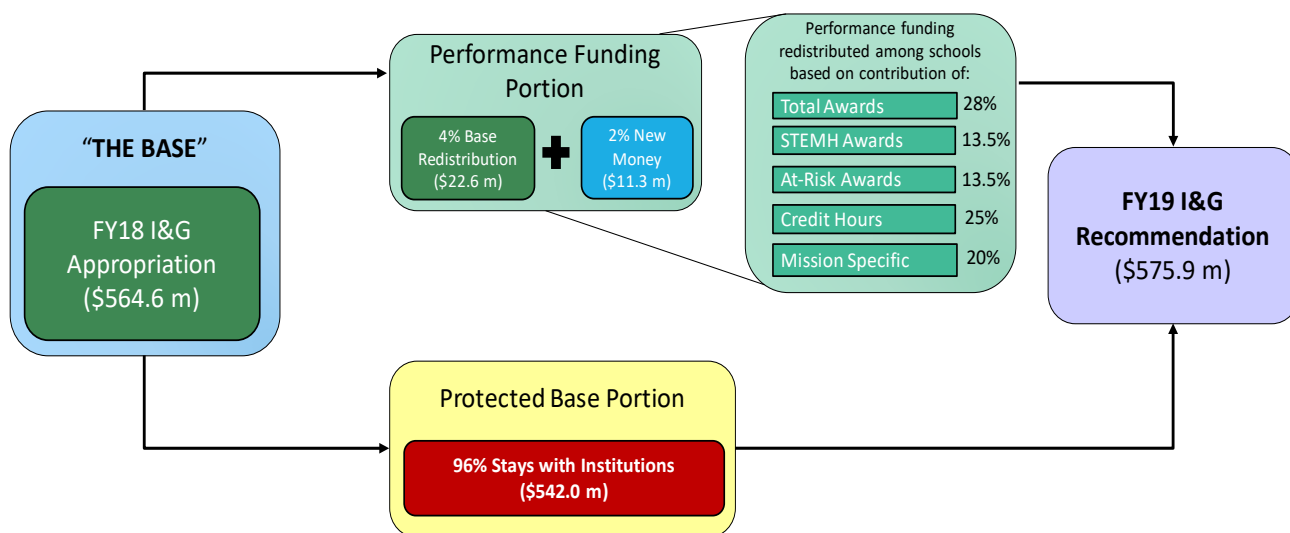 “THE BASE”
FY18 I&G
Appropriation
($564.6 m)
Performance Funding
Portion
4% Base
Redistribution
($22.6 m)
2% New
Money
($11.3 m)
Performance funding
redistributed among schools
based on contribution of:
Total Awards 28%
STEMH Awards 13.5%
At-Risk Awards 13.5%
Credit Hours 25%
Mission Specific 20%
Protected Base Portion
96% Stays with Institutions
($542.0 m)
FY19 I&G
Recommendation
($575.9 m)